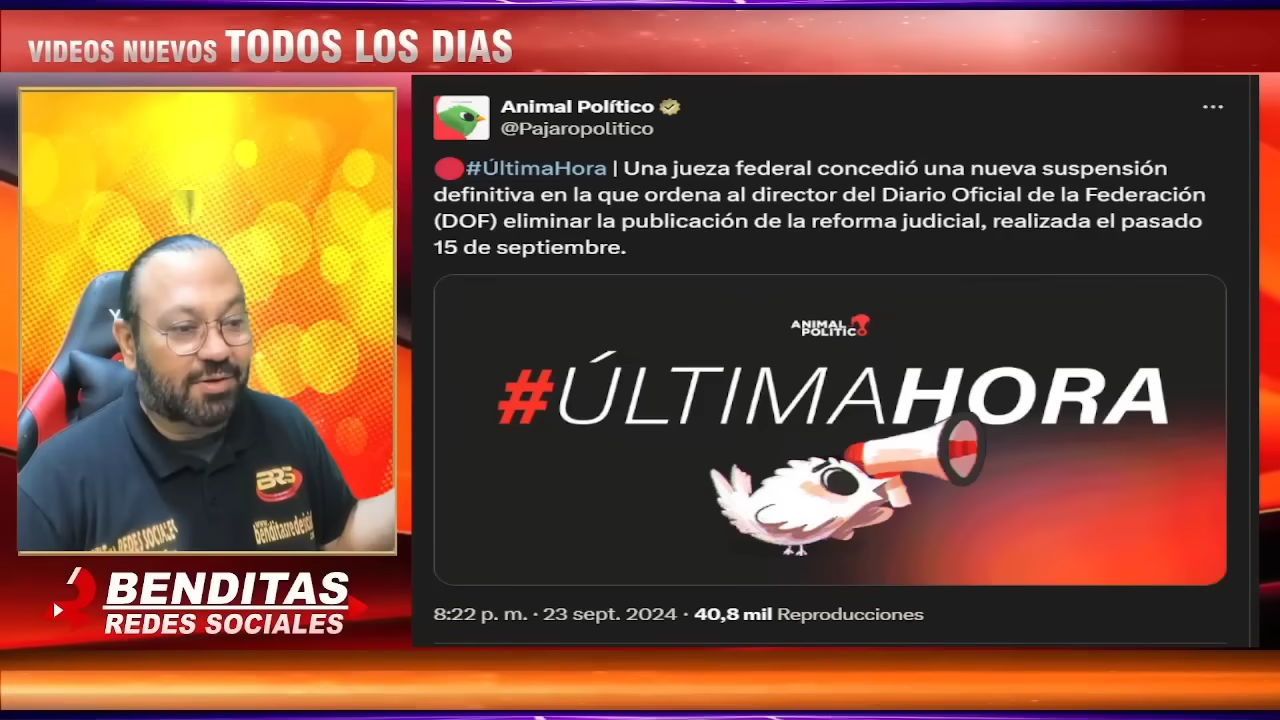 VIDEOS NUEVOS TODOS LOS DIAS
Animal Político
@Pajaropolitico
#ÚltimaHora | Una jueza federal concedió una nueva suspensión
definitiva en la que ordena al director del Diario Oficial de la Federación
(DOF) eliminar la publicación de la reforma judicial, realizada el pasado
15 de septiembre.
ANIMAL
POLÍTICO
#ÚLTIMAHORA
8:22 p. m. · 23 sept. 2024 · 40,8 mil Reproducciones
BRS
REDES SOCIALES
BENDITAS
REDES SOCIALES